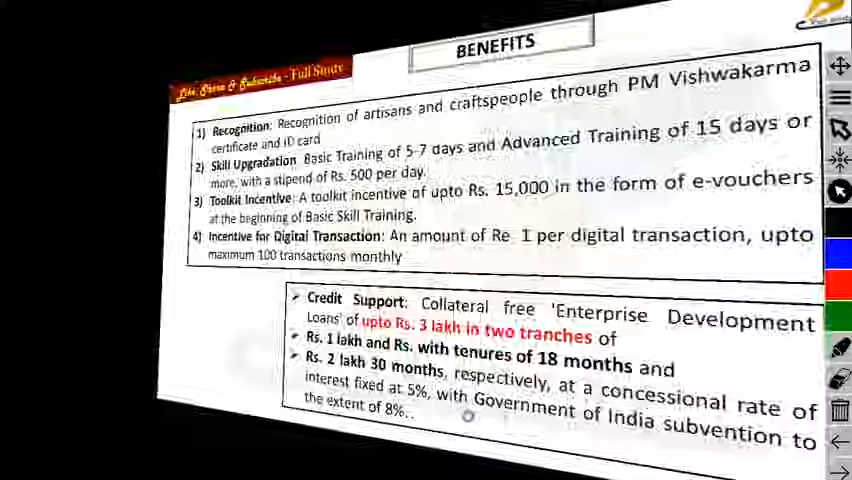 BENEFITS
Like, Share & Subscribe - Full Study
1) Recognition: Recognition of artisans and craftspeople through PM Vishwakarma
certificate and ID card
2) Skill Upgradation Basic Training of 5-7 days and Advanced Training of 15 days or
more, with a stipend of Rs. 500 per day.
3) Toolkit Incentive: A toolkit incentive of upto Rs. 15,000 in the form of e-vouchers
at the beginning of Basic Skill Training.
4) Incentive for Digital Transaction: An amount of Re 1 per digital transaction, upto
maximum 100 transactions monthly
➢ Credit Support: Collateral free 'Enterprise Development
Loans' of upto Rs. 3 lakh in two tranches of
➢ Rs. 1 lakh and Rs. with tenures of 18 months and
➢ Rs. 2 lakh 30 months, respectively, at a concessional rate of
interest fixed at 5%, with Government of India subvention to
the extent of 8%..